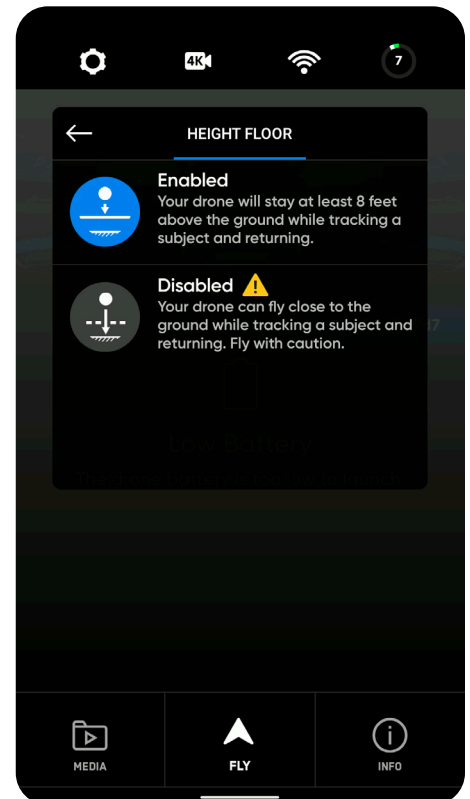 4K
7
HEIGHT FLOOR
Enabled
Your drone will stay at least 8 feet
above the ground while tracking a
subject and returning.
Disabled
Your drone can fly close to the
ground while tracking a subject and
returning. Fly with caution.
Low Battery
MEDIA
FLY
INFO